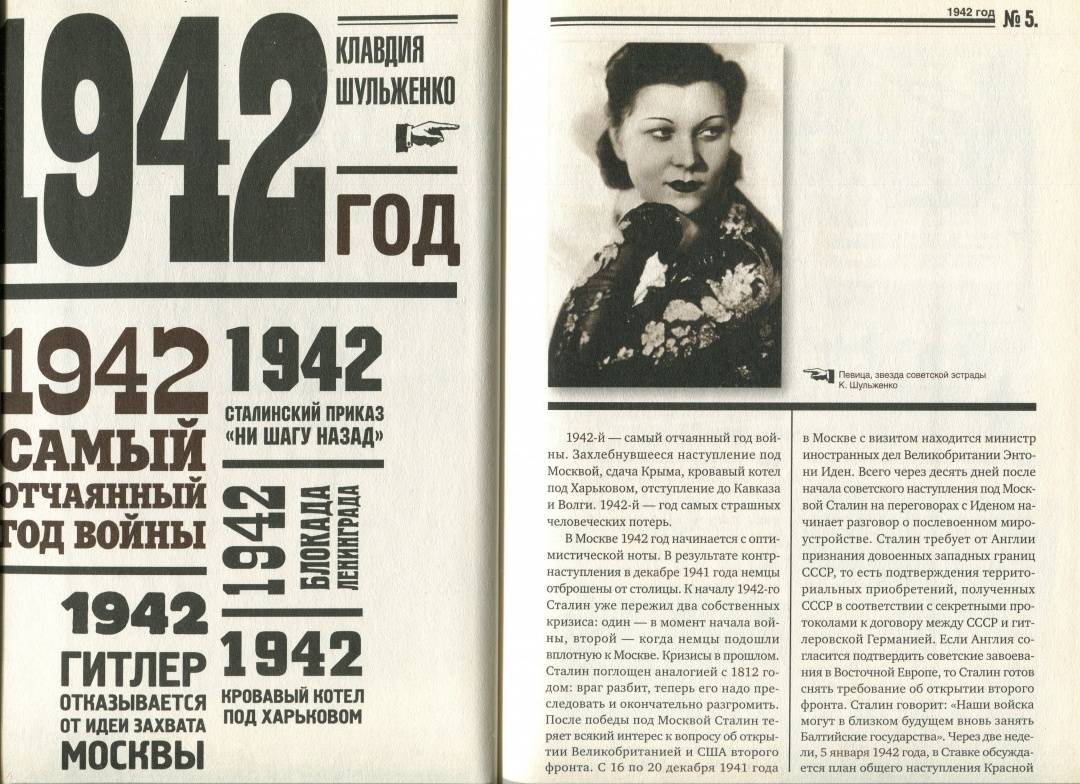 1942
КЛАВДИЯ
ШУЛЬЖЕНКО
ГОД
1942
САМЫЙ
ОТЧАЯННЫЙ
ГОД ВОЙНЫ
1942
СТАЛИНСКИЙ ПРИКАЗ
«НИ ШАГУ НАЗАД»
1942
БЛОКАДА
ЛЕНИНГРАДА
1942
ГИТЛЕР
ОТКАЗЫВАЕТСЯ
ОТ ИДЕИ ЗАХВАТА
МОСКВЫ
1942
КРОВАВЫЙ КОТЕЛ
ПОД ХАРЬКОВОМ
1942 год
№ 5.
Певица, звезда советской эстрады
К. Шульженко
1942-й — самый отчаянный год вой-
ны. Захлебнувшееся наступление под
Москвой, сдача Крыма, кровавый котел
под Харьковом, отступление до Кавказа
и Волги. 1942-й — год самых страшных
человеческих потерь.
В Москве 1942 год начинается с опти-
мистической ноты. В результате контр-
наступления в декабре 1941 года немцы
отброшены от столицы. К началу 1942-го
Сталин уже пережил два собственных
кризиса: один — в момент начала вой-
ны, второй — когда немцы подошли
вплотную к Москве. Кризисы в прошлом.
Сталин поглощен аналогией с 1812 го-
дом: враг разбит, теперь его надо пре-
следовать и окончательно разгромить.
После победы под Москвой Сталин те-
ряет всякий интерес к вопросу об откры-
тии Великобританией и США второго
фронта. С 16 по 20 декабря 1941 года
в Москве с визитом находится министр
иностранных дел Великобритании Энто-
ни Иден. Всего через десять дней после
начала советского наступления под Моск-
вой Сталин на переговорах с Иденом на-
чинает разговор о послевоенном миро-
устройстве. Сталин требует от Англии
признания довоенных западных границ
СССР, то есть подтверждения террито-
риальных приобретений, полученных
СССР в соответствии с секретными про-
токолами к договору между СССР и гит-
леровской Германией. Если Англия со-
гласится подтвердить советские завоева-
ния в Восточной Европе, то Сталин готов
снять требование об открытии второго
фронта. Сталин говорит: «Наши войска
могут в близком будущем вновь занять
Балтийские государства». Через две неде-
ли, 5 января 1942 года, в Ставке обсужда-
ется план общего наступления Красной